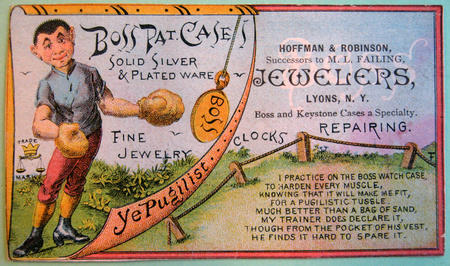 BOSS PAT. CASES
SOLID SILVER
& PLATED WARE
BOSS
TRADE
MARK
FINE
JEWELRY
CLOCKS
Ye Pugilist
HOFFMAN & ROBINSON,
Successors to M. L. FAILING,
JEWELERS,
LYONS, N. Y.
Boss and Keystone Cases a Specialty.
REPAIRING.
I PRACTICE ON THE BOSS WATCH CASE,
TO HARDEN EVERY MUSCLE,
KNOWING THAT IT WILL MAKE ME FIT,
FOR A PUGILISTIC TUSSLE.
MUCH BETTER THAN A BAG OF SAND,
MY TRAINER DOES DECLARE IT,
THOUGH FROM THE POCKET OF HIS VEST,
HE FINDS IT HARD TO SPARE IT.